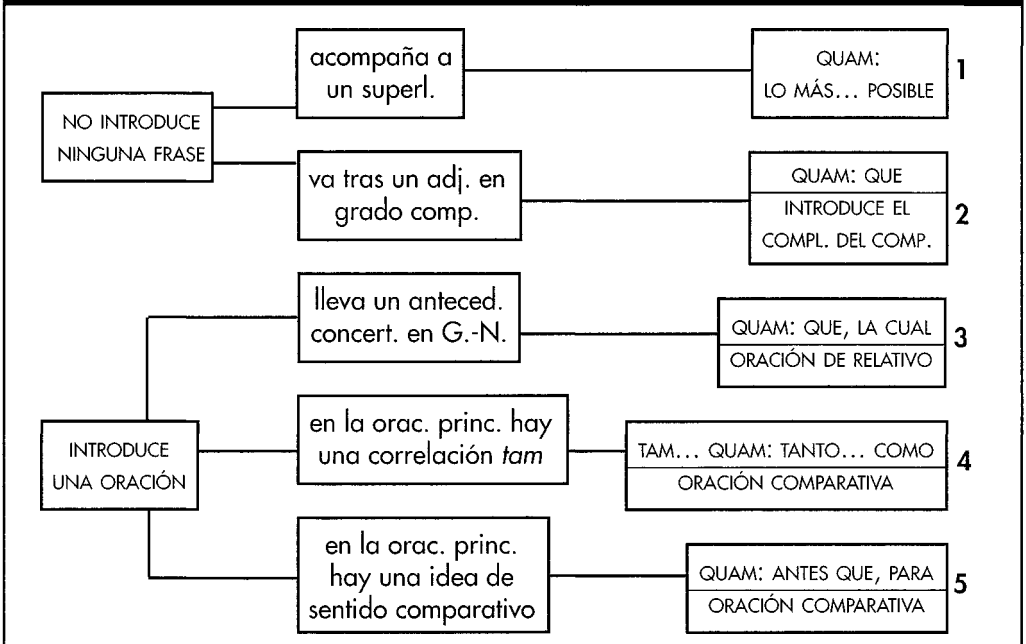 acompaña a
un superl.
QUAM:
LO MÁS... POSIBLE
1
NO INTRODUCE
NINGUNA FRASE
va tras un adj. en
grado comp.
QUAM: QUE
INTRODUCE EL
COMPL. DEL COMP.
2
lleva un anteced.
concert. en G.-N.
QUAM: QUE, LA CUAL
ORACIÓN DE RELATIVO
3
INTRODUCE
UNA ORACIÓN
en la orac. princ. hay
una correlación tam
TAM... QUAM: TANTO... COMO
ORACIÓN COMPARATIVA
4
en la orac. princ.
hay una idea de
sentido comparativo
QUAM: ANTES QUE, PARA
ORACIÓN COMPARATIVA
5